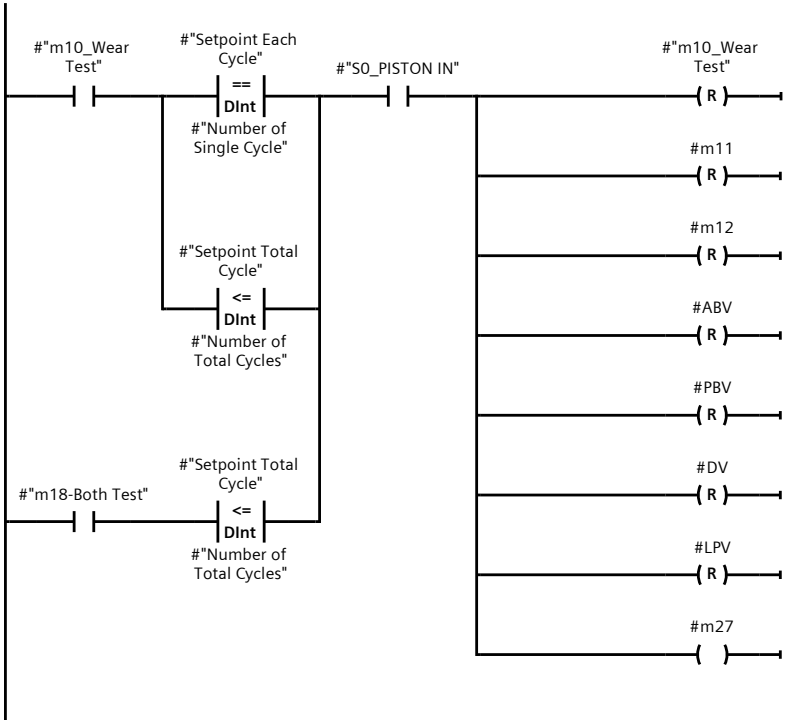 #"m10_Wear
Test"
#"Setpoint Each
Cycle"
==
DInt
#"Number of
Single Cycle"
#"S0_PISTON IN"
#"m10_Wear
Test"
R
#m11
R
#m12
R
#"Setpoint Total
Cycle"
<=
DInt
#"Number of
Total Cycles"
#ABV
R
#PBV
R
#"m18-Both Test"
#"Setpoint Total
Cycle"
<=
DInt
#"Number of
Total Cycles"
#DV
R
#LPV
R
#m27